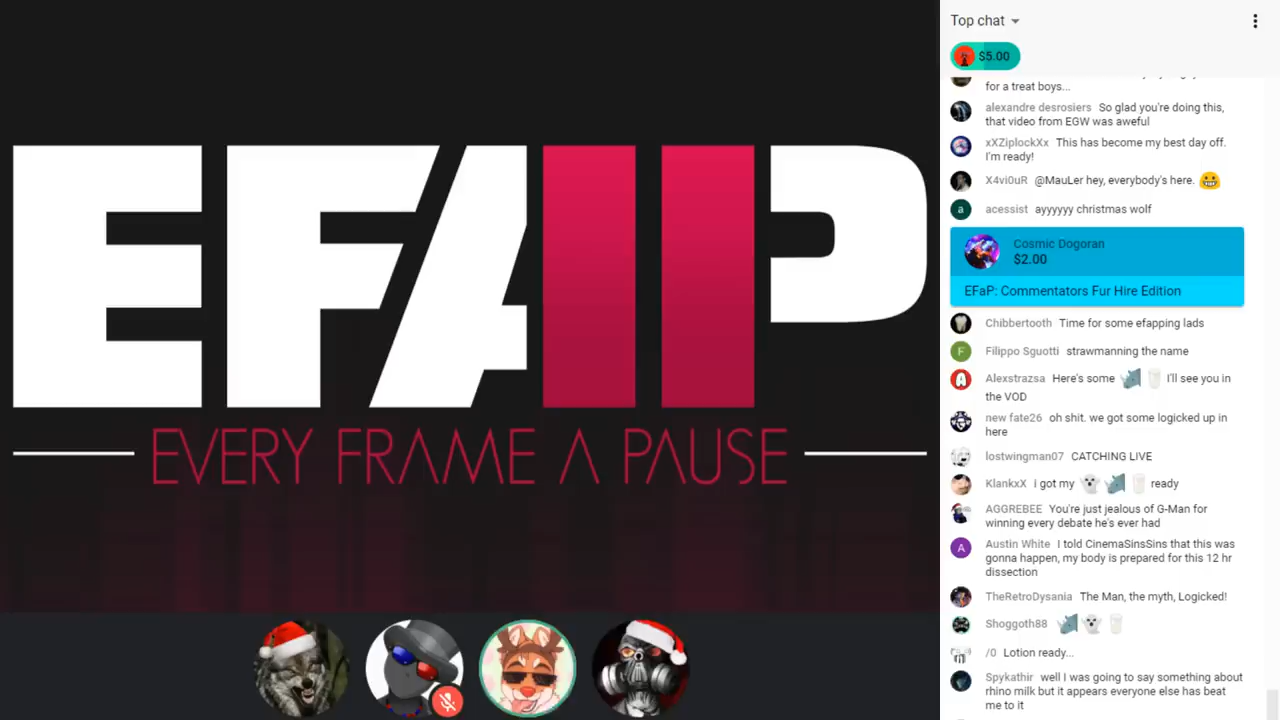 EFAP
EVERY FRAME A PAUSE
Top chat
$5.00
for a treat boys...
alexandre desrosiers So glad you're doing this,
that video from EGW was aweful
xXZiplockXx This has become my best day off.
I'm ready!
X4vi0uR @MauLer hey, everybody's here.
a acessist ayyyyyy christmas wolf
Cosmic Dogoran
$2.00
EFaP: Commentators Fur Hire Edition
Chibbertooth Time for some efapping lads
F Filippo Sguotti strawmanning the name
Alexstrazsa Here's some I'll see you in
the VOD
new fate26 oh shit. we got some logicked up in
here
lostwingman07 CATCHING LIVE
KlankxX i got my ready
AGGREBEE You're just jealous of G-Man for
winning every debate he's ever had
A Austin White I told CinemaSinsSins that this was
gonna happen, my body is prepared for this 12 hr
dissection
TheRetroDysania The Man, the myth, Logicked!
Shoggoth88
/0 Lotion ready...
Spykathir well I was going to say something about
rhino milk but it appears everyone else has beat
me to it